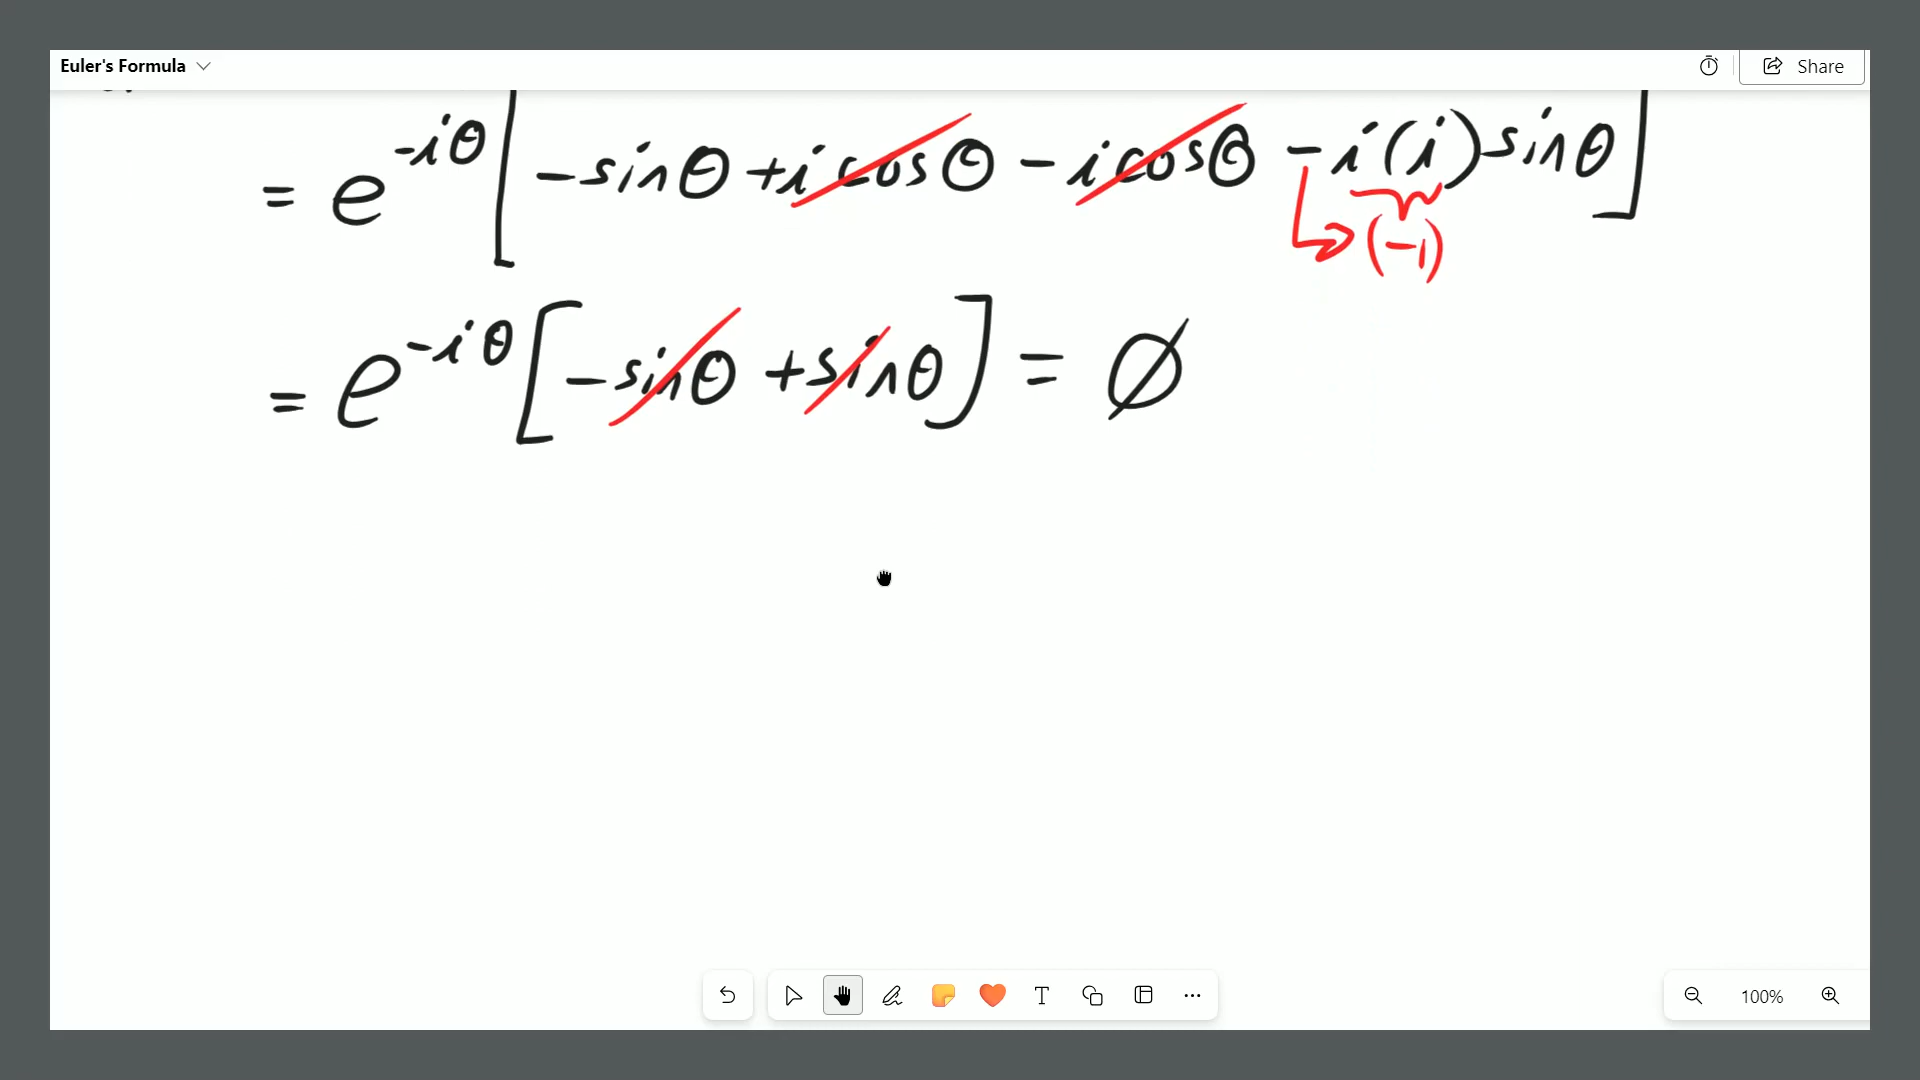 Euler's Formula
Share
= e^-iθ [ -sinθ + i cosθ - i cosθ - i(i) sinθ ]
(-1)
= e^-iθ [ -sinθ + sinθ ] = ∅
100%